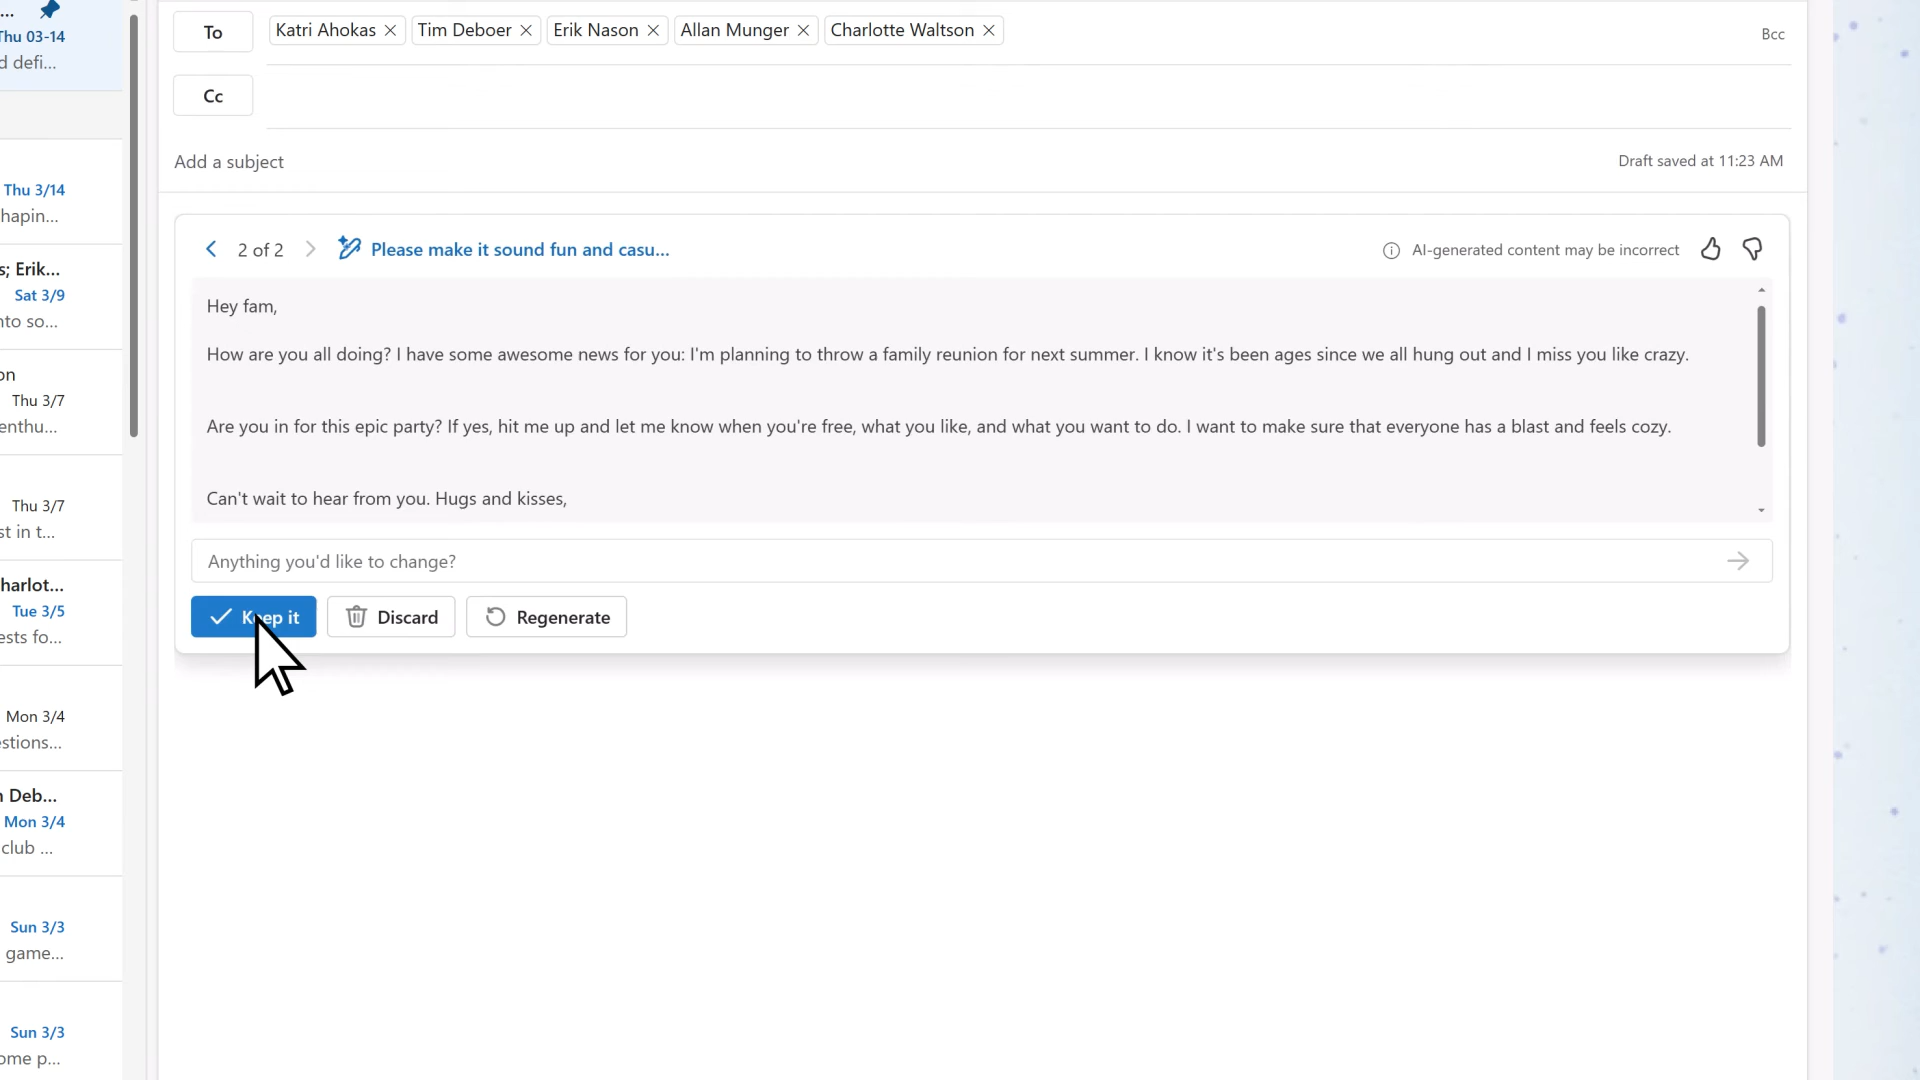 ...
Thu 03-14
d defi...
Thu 3/14
hapin...
s; Erik...
Sat 3/9
nto so...
on
Thu 3/7
enthu...
Thu 3/7
st in t...
harlot...
Tue 3/5
ests fo...
Mon 3/4
estions...
n Deb...
Mon 3/4
club ...
Sun 3/3
game...
Sun 3/3
ome p...
To
Katri Ahokas Tim Deboer Erik Nason Allan Munger Charlotte Waltson
Bcc
Cc
Add a subject
Draft saved at 11:23 AM
2 of 2
Please make it sound fun and casu...
AI-generated content may be incorrect
Hey fam,
How are you all doing? I have some awesome news for you: I'm planning to throw a family reunion for next summer. I know it's been ages since we all hung out and I miss you like crazy.
Are you in for this epic party? If yes, hit me up and let me know when you're free, what you like, and what you want to do. I want to make sure that everyone has a blast and feels cozy.
Can't wait to hear from you. Hugs and kisses,
Anything you'd like to change?
Keep it
Discard
Regenerate